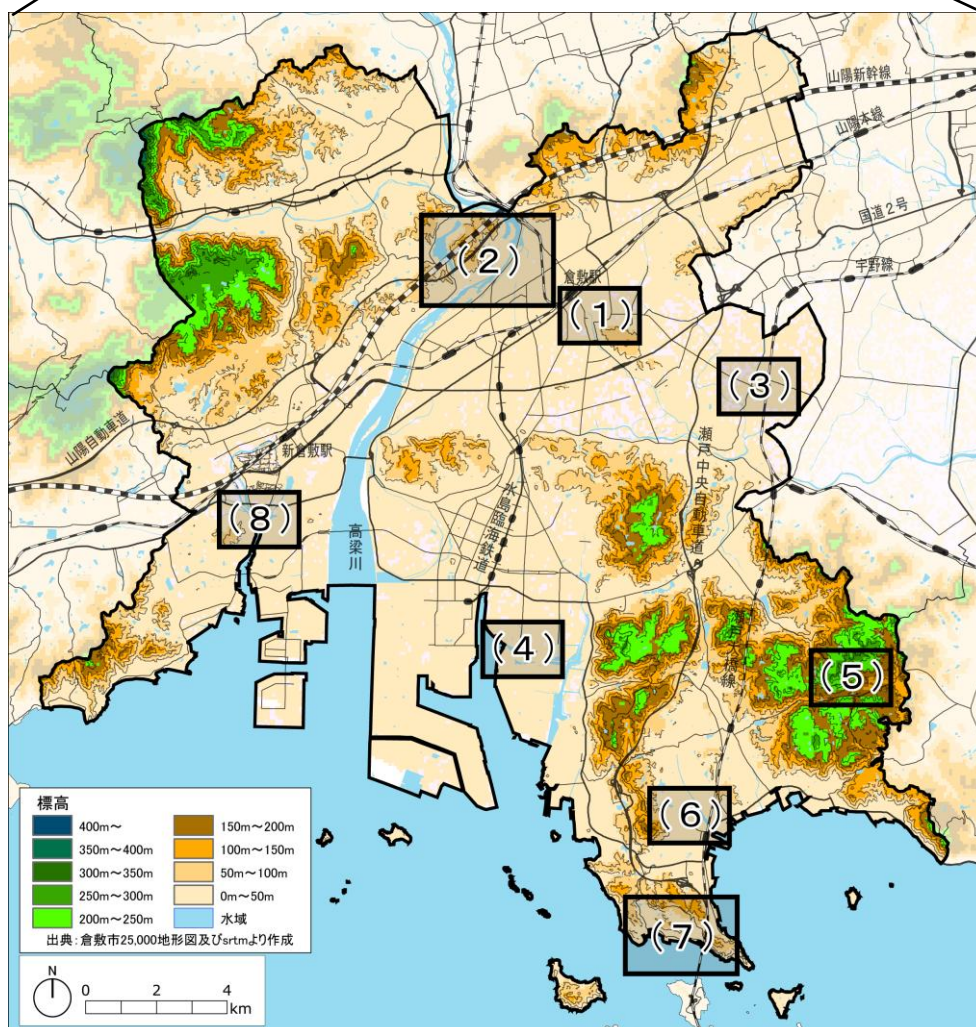 山陽新幹線
山陽本線
国道2号
宇野線
(2)
倉敷駅
(1)
(3)
山陽自動車道
新倉敷駅
(8)
高梁川
水島臨海鉄道
瀬戸中央自動車道
(4)
瀬戸大橋線
(5)
(6)
(7)
標高
400m~
350m~400m
300m~350m
250m~300m
200m~250m
150m~200m
100m~150m
50m~100m
0m~50m
水域
出典:倉敷市25,000地形図及びsrtmより作成
N
0 2 4
km